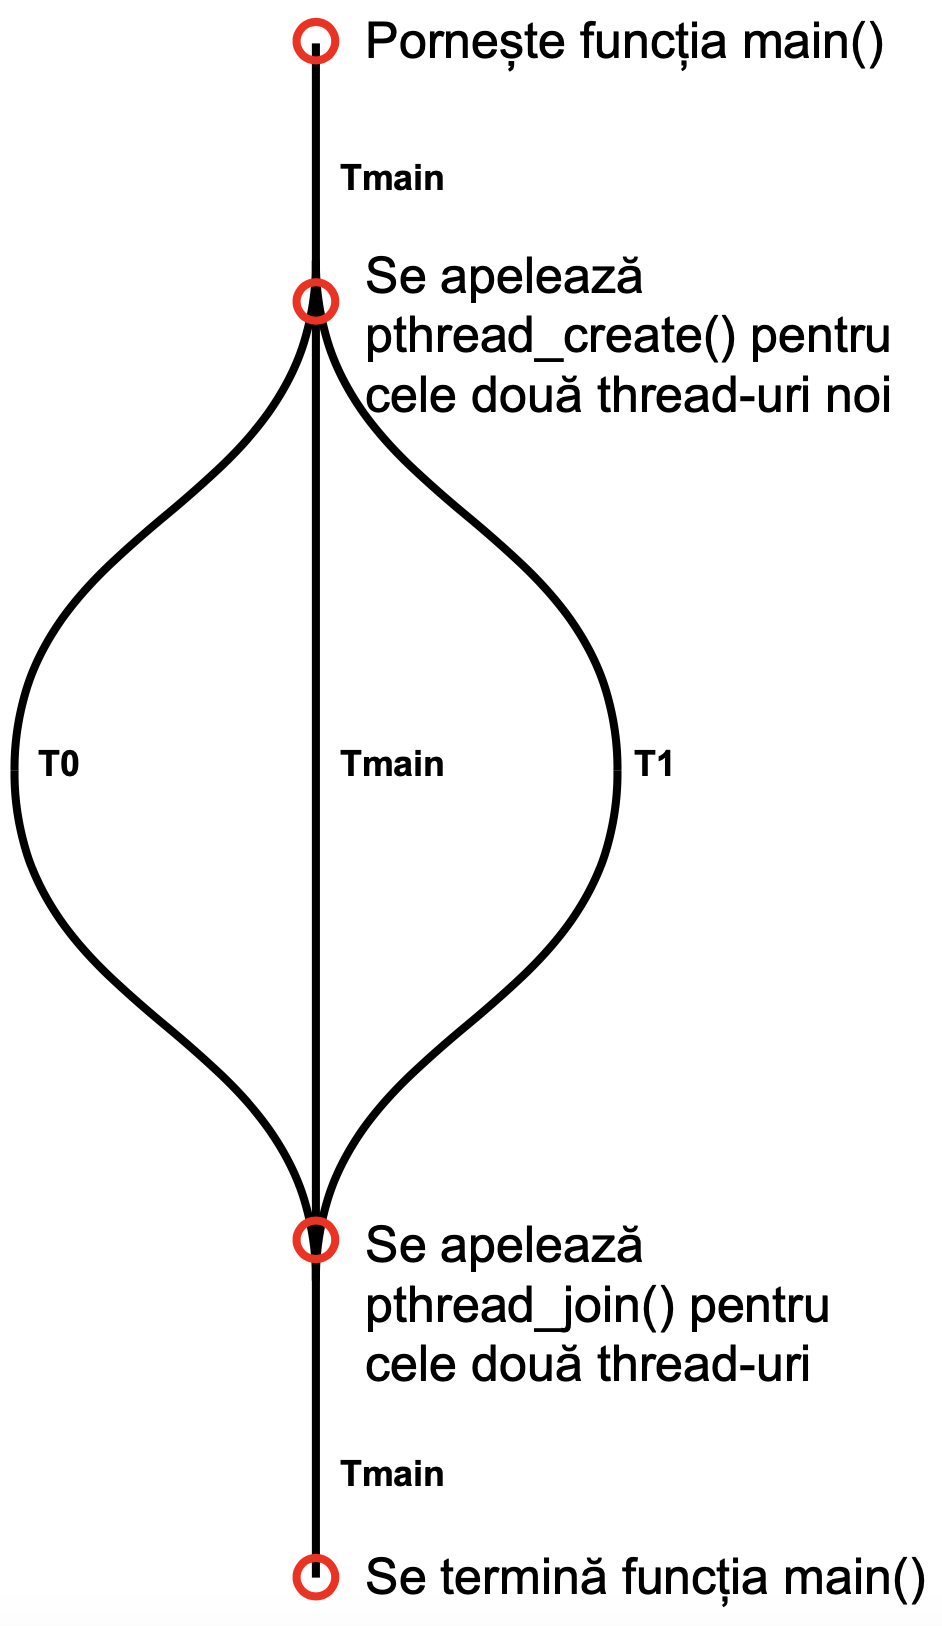 Pornește funcția main()
Tmain
Se apelează
pthread_create() pentru
cele două thread-uri noi
T0
Tmain
T1
Se apelează
pthread_join() pentru
cele două thread-uri
Tmain
Se termină funcția main()